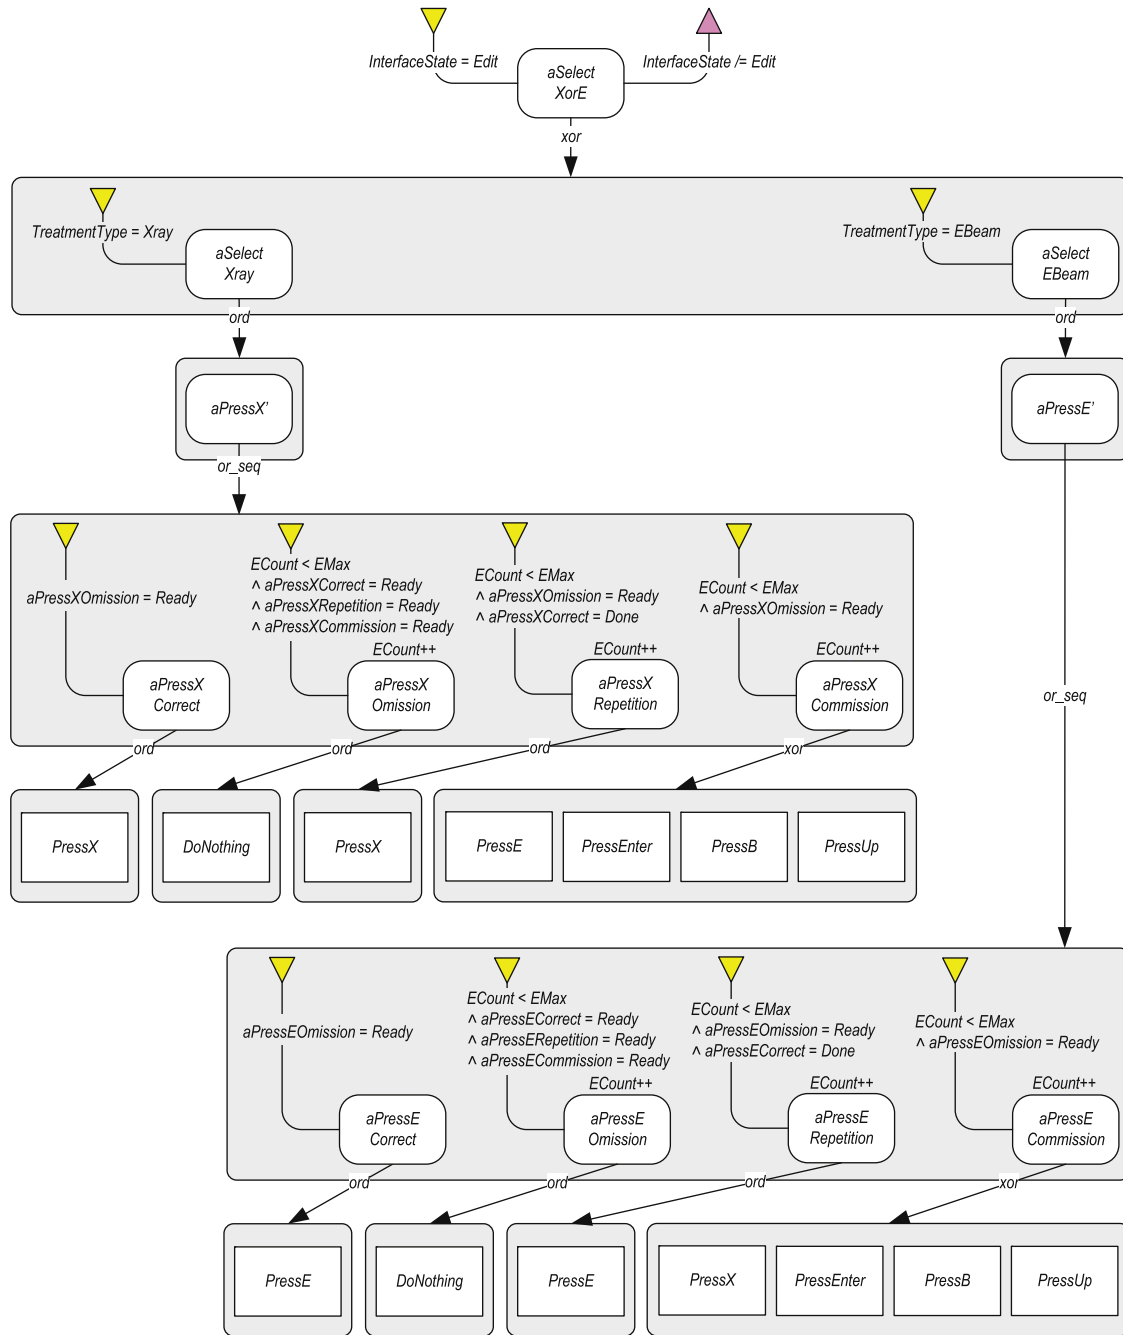 InterfaceState = Edit
InterfaceState /= Edit
aSelect
XorE
xor
TreatmentType = Xray
aSelect
Xray
TreatmentType = EBeam
aSelect
EBeam
ord
ord
aPressX’
aPressE’
or_seq
aPressXOmission = Ready
aPressX
Correct
ECount < EMax
∧ aPressXCorrect = Ready
∧ aPressXRepetition = Ready
∧ aPressXCommission = Ready
ECount++
aPressX
Omission
ECount < EMax
∧ aPressXOmission = Ready
∧ aPressXCorrect = Done
ECount++
aPressX
Repetition
ECount < EMax
∧ aPressXOmission = Ready
ECount++
aPressX
Commission
or_seq
ord
ord
ord
xor
PressX
DoNothing
PressX
PressE
PressEnter
PressB
PressUp
aPressEOmission = Ready
aPressE
Correct
ECount < EMax
∧ aPressECorrect = Ready
∧ aPressERepetition = Ready
∧ aPressECommission = Ready
ECount++
aPressE
Omission
ECount < EMax
∧ aPressEOmission = Ready
∧ aPressECorrect = Done
ECount++
aPressE
Repetition
ECount < EMax
∧ aPressEOmission = Ready
ECount++
aPressE
Commission
ord
ord
ord
xor
PressE
DoNothing
PressE
PressX
PressEnter
PressB
PressUp